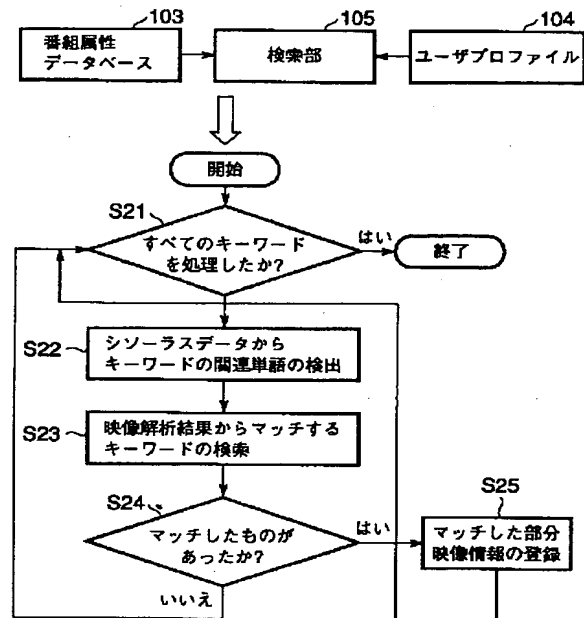 103
番組属性
データベース
105
検索部
104
ユーザプロファイル
開始
S21
すべてのキーワード
を処理したか?
はい
終了
S22
シソーラスデータから
キーワードの関連単語の検出
S23
映像解析結果からマッチする
キーワードの検索
S24
マッチしたものが
あったか?
はい
いいえ
S25
マッチした部分
映像情報の登録